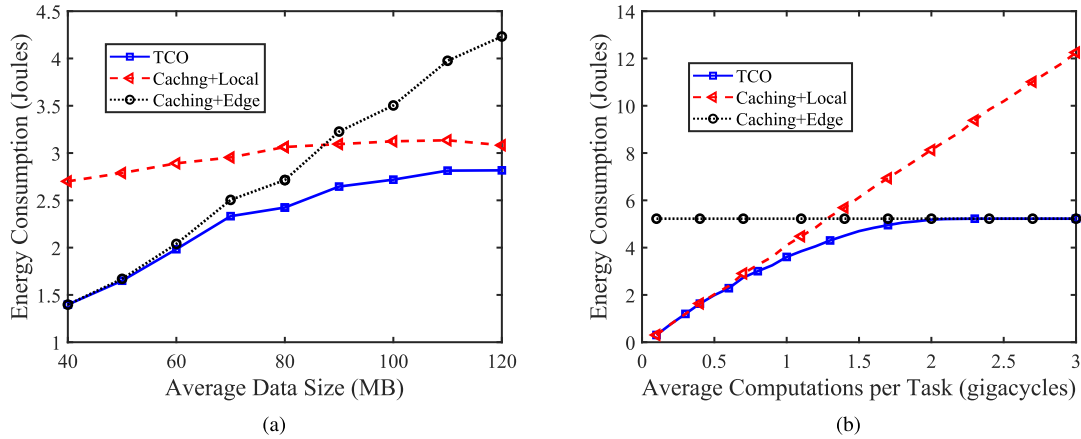 4.5
4
3.5
3
2.5
2
1.5
1
Energy Consumption (Joules)
TCO
Cachng+Local
Caching+Edge
40
60
80
100
120
Average Data Size (MB)
(a)
14
12
10
8
6
4
2
0
Energy Consumption (Joules)
TCO
Caching+Local
Caching+Edge
0
0.5
1
1.5
2
2.5
3
Average Computations per Task (gigacycles)
(b)